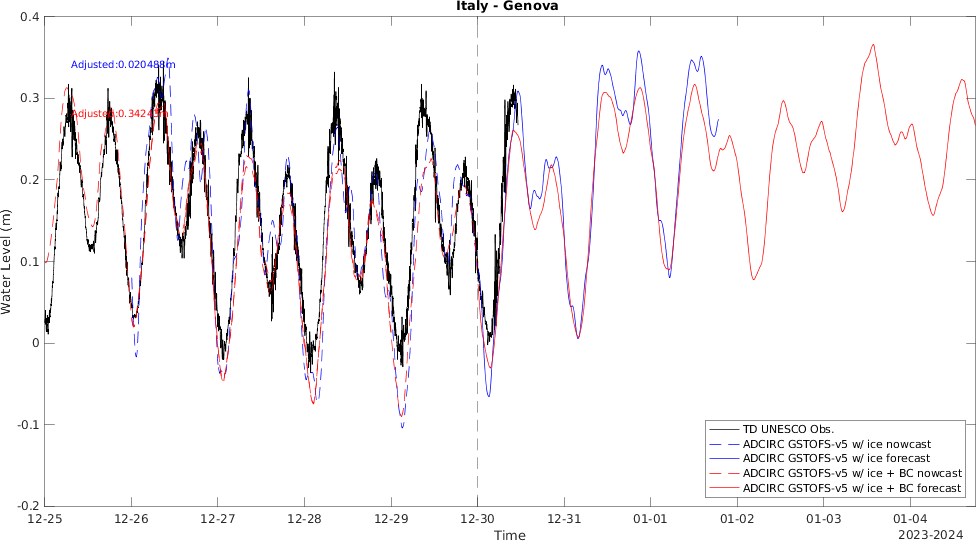 Italy - Genova
0.4
0.3
0.2
0.1
0
-0.1
-0.2
Water Level (m)
Adjusted:0.020488m
Adjusted:0.34243m
TD UNESCO Obs.
ADCIRC GSTOFS-v5 w/ ice nowcast
ADCIRC GSTOFS-v5 w/ ice forecast
ADCIRC GSTOFS-v5 w/ ice + BC nowcast
ADCIRC GSTOFS-v5 w/ ice + BC forecast
12-25 12-26 12-27 12-28 12-29 12-30 12-31 01-01 01-02 01-03 01-04
Time
2023-2024